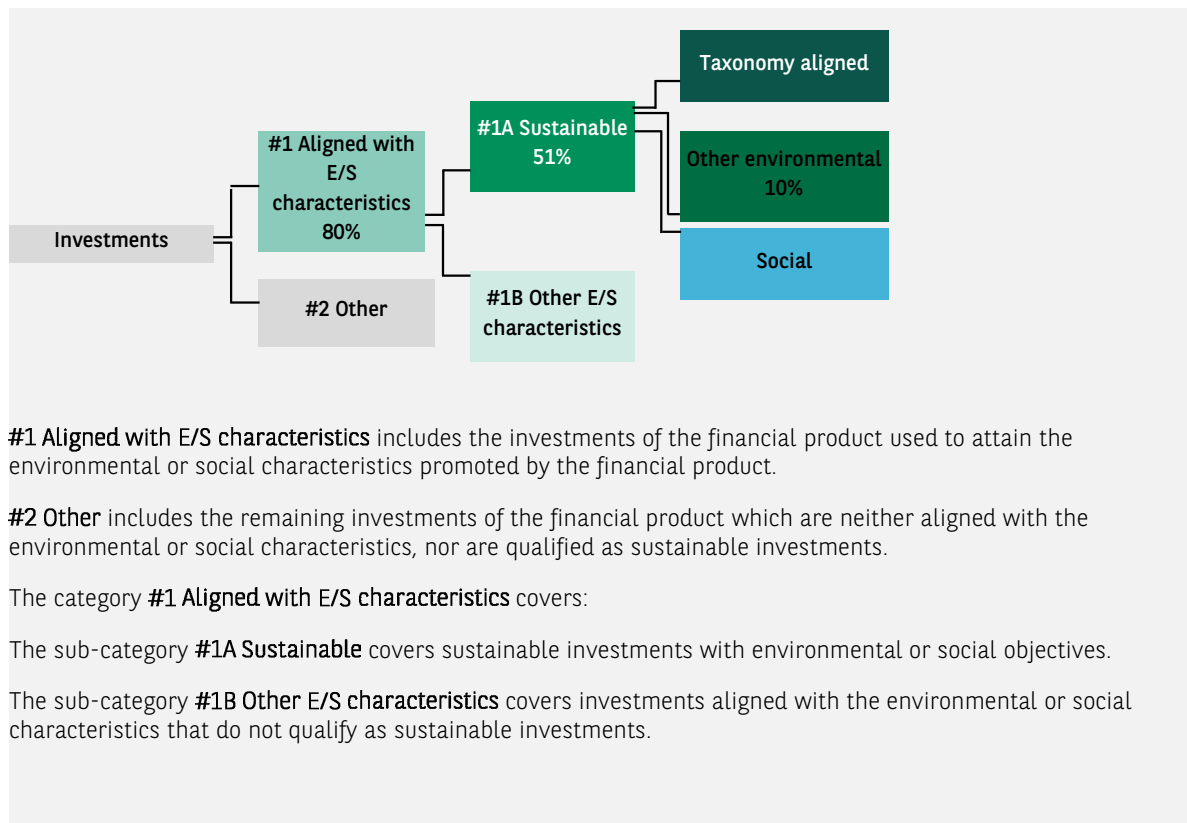 Taxonomy aligned
#1A Sustainable
51%
#1 Aligned with
E/S
characteristics
80%
Other environmental
10%
Investments
Social
#2 Other
#1B Other E/S
characteristics
#1 Aligned with E/S characteristics includes the investments of the financial product used to attain the
environmental or social characteristics promoted by the financial product.
#2 Other includes the remaining investments of the financial product which are neither aligned with the
environmental or social characteristics, nor are qualified as sustainable investments.
The category #1 Aligned with E/S characteristics covers:
The sub-category #1A Sustainable covers sustainable investments with environmental or social objectives.
The sub-category #1B Other E/S characteristics covers investments aligned with the environmental or social
characteristics that do not qualify as sustainable investments.